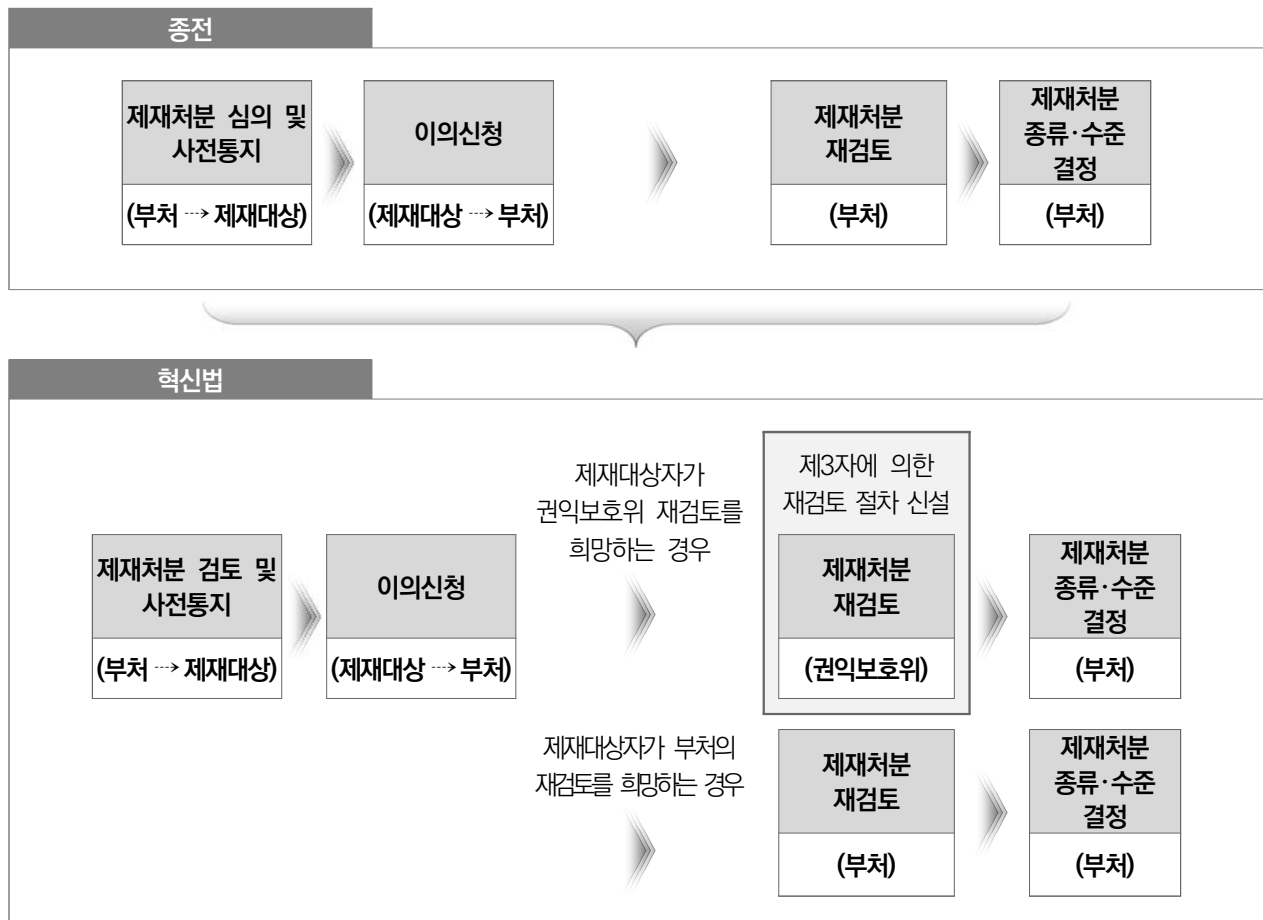 종전
제재처분 심의 및
사전통지
(부처 ⇢ 제재대상)
이의신청
(제재대상 ⇢ 부처)
제재처분
재검토
(부처)
제재처분
종류·수준
결정
(부처)
혁신법
제재처분 검토 및
사전통지
(부처 ⇢ 제재대상)
이의신청
(제재대상 ⇢ 부처)
제재대상자가
권익보호위 재검토를
희망하는 경우
제3자에 의한
재검토 절차 신설
제재처분
재검토
(권익보호위)
제재처분
종류·수준
결정
(부처)
제재대상자가 부처의
재검토를 희망하는 경우
제재처분
재검토
(부처)
제재처분
종류·수준
결정
(부처)